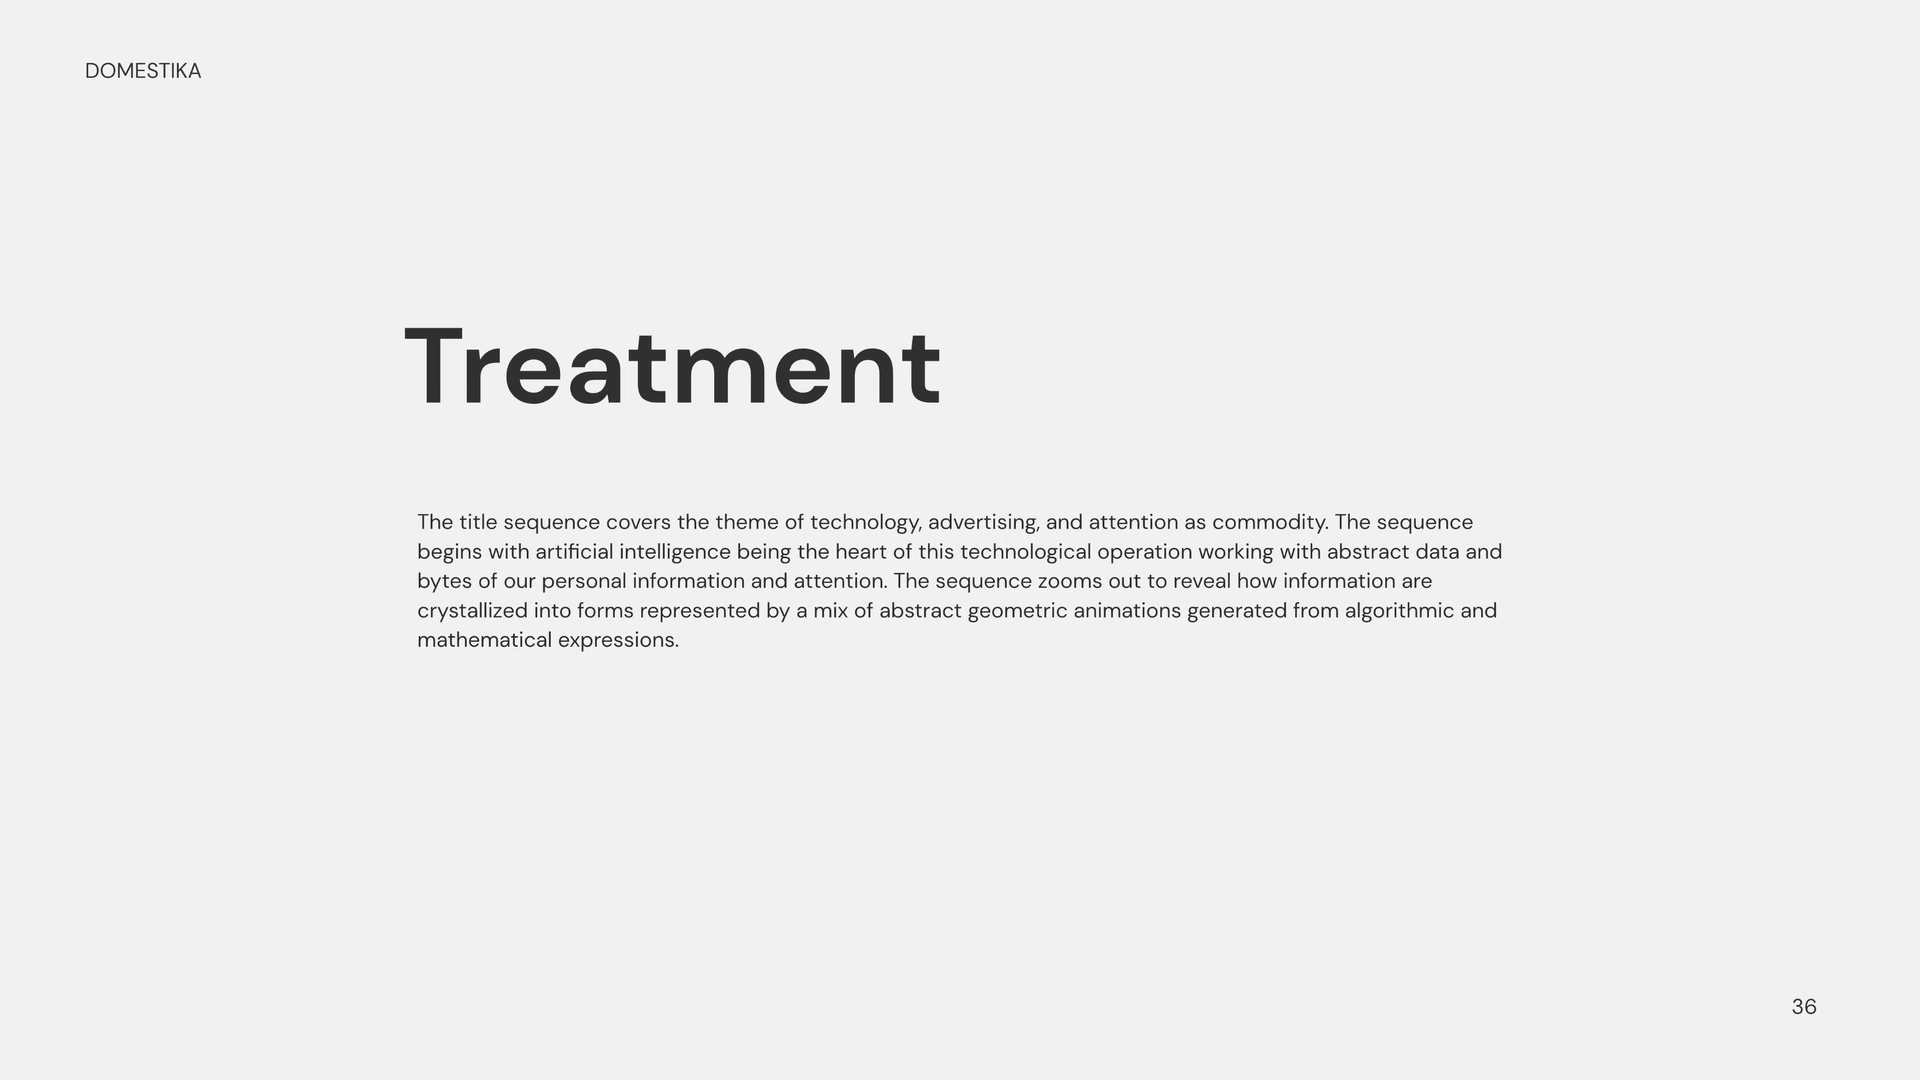 DOMESTIKA
Treatment
The title sequence covers the theme of technology, advertising, and attention as commodity. The sequence
begins with artificial intelligence being the heart of this technological operation working with abstract data and
bytes of our personal information and attention. The sequence zooms out to reveal how information are
crystallized into forms represented by a mix of abstract geometric animations generated from algorithmic and
mathematical expressions.
36